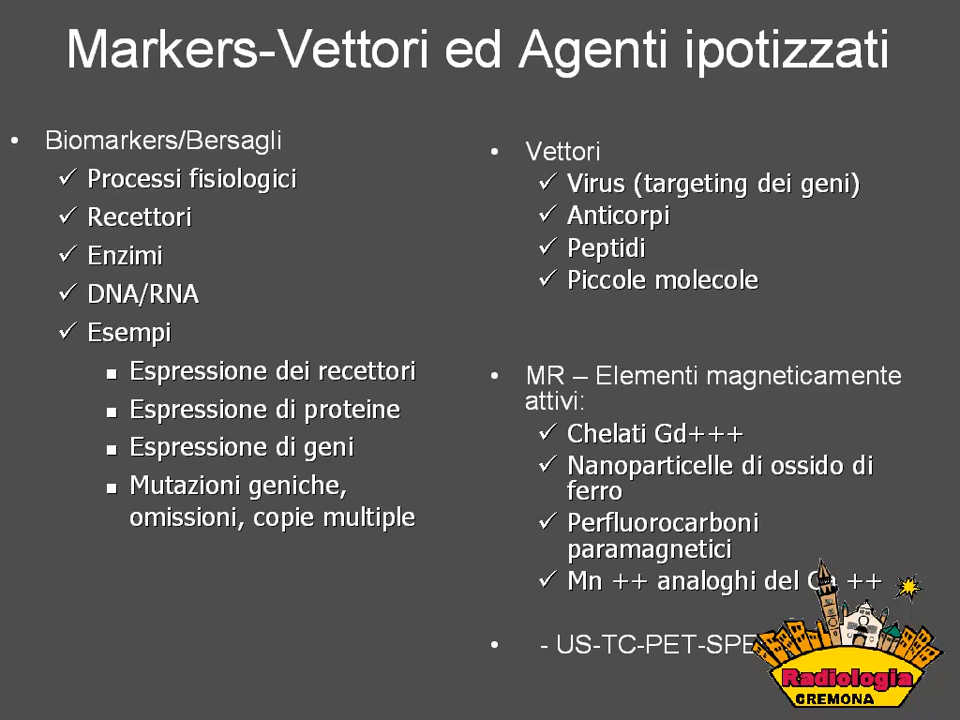 Markers-Vettori ed Agenti ipotizzati
Biomarkers/Bersagli
Processi fisiologici
Recettori
Enzimi
DNA/RNA
Esempi
Espressione dei recettori
Espressione di proteine
Espressione di geni
Mutazioni geniche,
omissioni, copie multiple
Vettori
Virus (targeting dei geni)
Anticorpi
Peptidi
Piccole molecole
MR – Elementi magneticamente
attivi:
Chelati Gd+++
Nanoparticelle di ossido di
ferro
Perfluorocarboni
paramagnetici
Mn ++ analoghi del Ca ++
- US-TC-PET-SPE
Radiologia
CREMONA